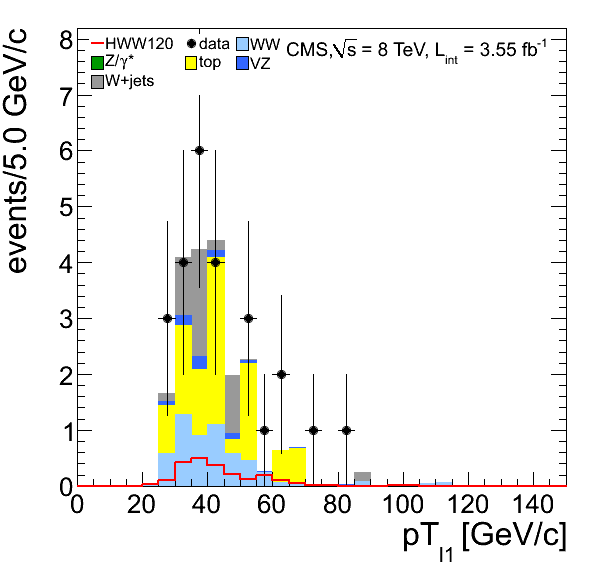 8
7
6
5
4
3
2
1
0
events/5.0 GeV/c
HWW120
data
WW
Z/γ*
top
VZ
W+jets
CMS,√s = 8 TeV, L_int = 3.55 fb⁻¹
0 20 40 60 80 100 120 140
pT_l1 [GeV/c]